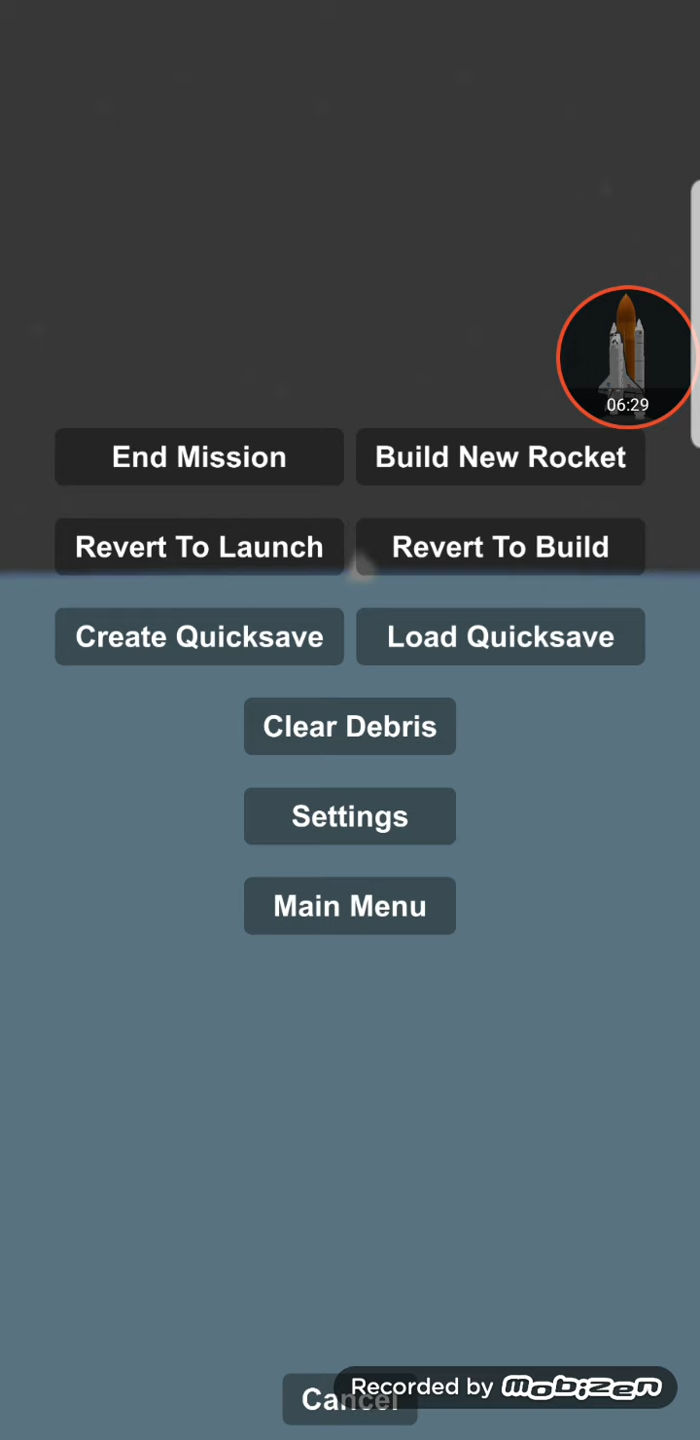 06:29
End Mission
Build New Rocket
Revert To Launch
Revert To Build
Create Quicksave
Load Quicksave
Clear Debris
Settings
Main Menu
Cancel
Recorded by mobizen